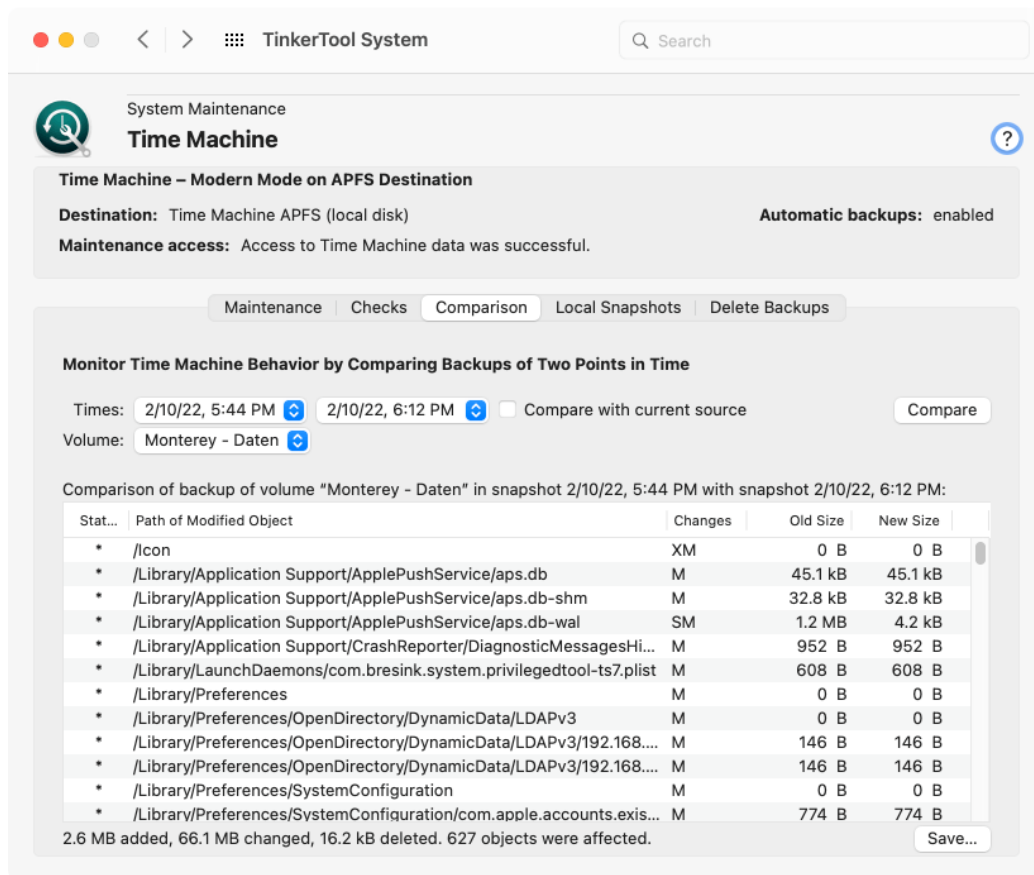 TinkerTool System
Search
System Maintenance
Time Machine
?
Time Machine – Modern Mode on APFS Destination
Destination: Time Machine APFS (local disk) Automatic backups: enabled
Maintenance access: Access to Time Machine data was successful.
Maintenance Checks Comparison Local Snapshots Delete Backups
Monitor Time Machine Behavior by Comparing Backups of Two Points in Time
Times: 2/10/22, 5:44 PM 2/10/22, 6:12 PM Compare with current source Compare
Volume: Monterey - Daten
Comparison of backup of volume “Monterey - Daten” in snapshot 2/10/22, 5:44 PM with snapshot 2/10/22, 6:12 PM:
Stat... Path of Modified Object Changes Old Size New Size
* /Icon XM 0 B 0 B
* /Library/Application Support/ApplePushService/aps.db M 45.1 kB 45.1 kB
* /Library/Application Support/ApplePushService/aps.db-shm M 32.8 kB 32.8 kB
* /Library/Application Support/ApplePushService/aps.db-wal SM 1.2 MB 4.2 kB
* /Library/Application Support/CrashReporter/DiagnosticMessagesHi... M 952 B 952 B
* /Library/LaunchDaemons/com.bresink.system.privilegedtool-ts7.plist M 608 B 608 B
* /Library/Preferences M 0 B 0 B
* /Library/Preferences/OpenDirectory/DynamicData/LDAPv3 M 0 B 0 B
* /Library/Preferences/OpenDirectory/DynamicData/LDAPv3/192.168.... M 146 B 146 B
* /Library/Preferences/OpenDirectory/DynamicData/LDAPv3/192.168.... M 146 B 146 B
* /Library/Preferences/SystemConfiguration M 0 B 0 B
* /Library/Preferences/SystemConfiguration/com.apple.accounts.exis... M 774 B 774 B
2.6 MB added, 66.1 MB changed, 16.2 kB deleted. 627 objects were affected. Save...